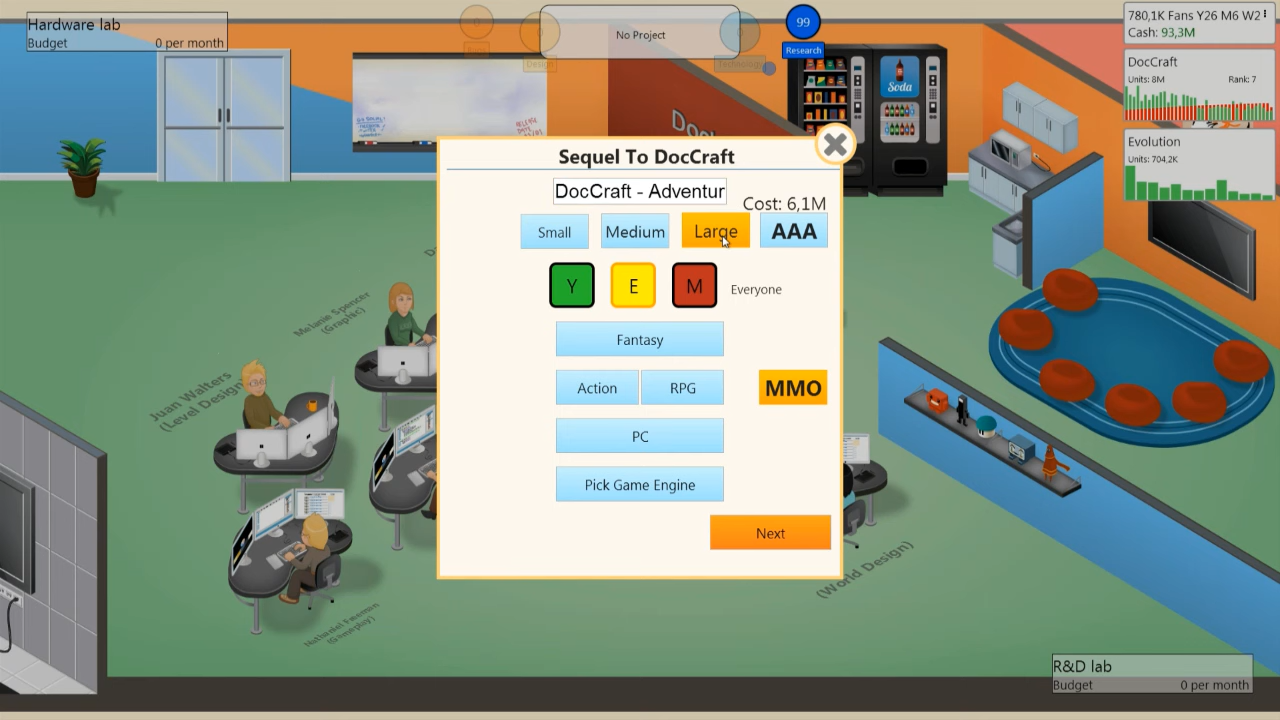 Hardware lab
Budget 0 per month
No Project
99
Research
780,1K Fans Y26 M6 W2
Cash: 93,3M
DocCraft
Units: 8M Rank: 7
Evolution
Units: 704,2K
Soda
Sequel To DocCraft
DocCraft - Adventur
Cost: 6,1M
Small Medium Large AAA
Y E M Everyone
Fantasy
Action RPG MMO
PC
Pick Game Engine
Next
Melanie Spencer
(Graphic)
Juan Walters
(Level Design)
Nathaniel Freeman
(Gameplay)
(World Design)
R&D lab
Budget 0 per month